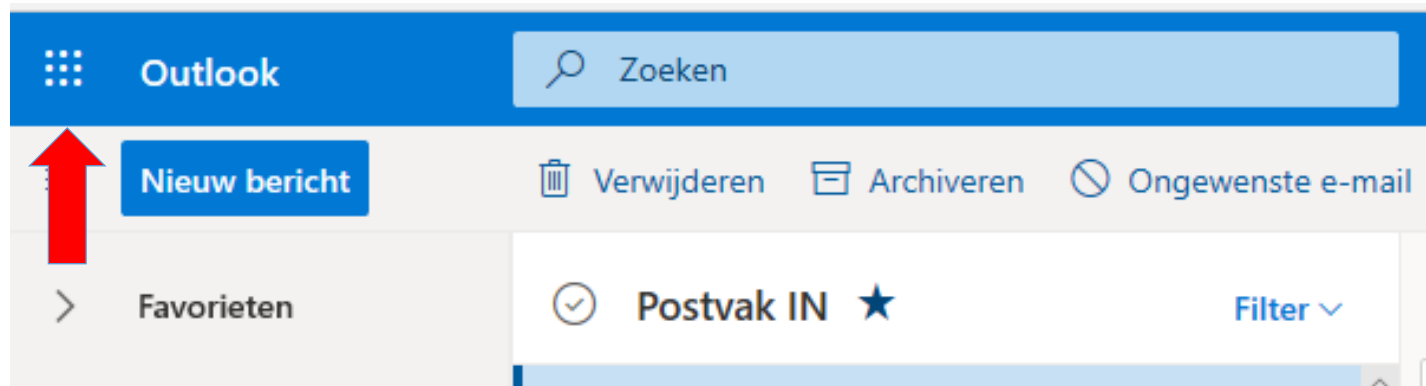 Outlook Zoeken
Nieuw bericht Verwijderen Archiveren Ongewenste e-mail
Favorieten Postvak IN Filter